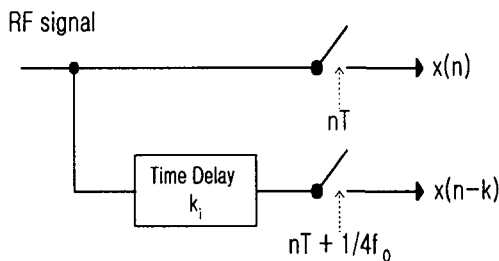 RF signal
x(n)
nT
Time Delay
k_i
x(n-k)
nT + 1/4f_o